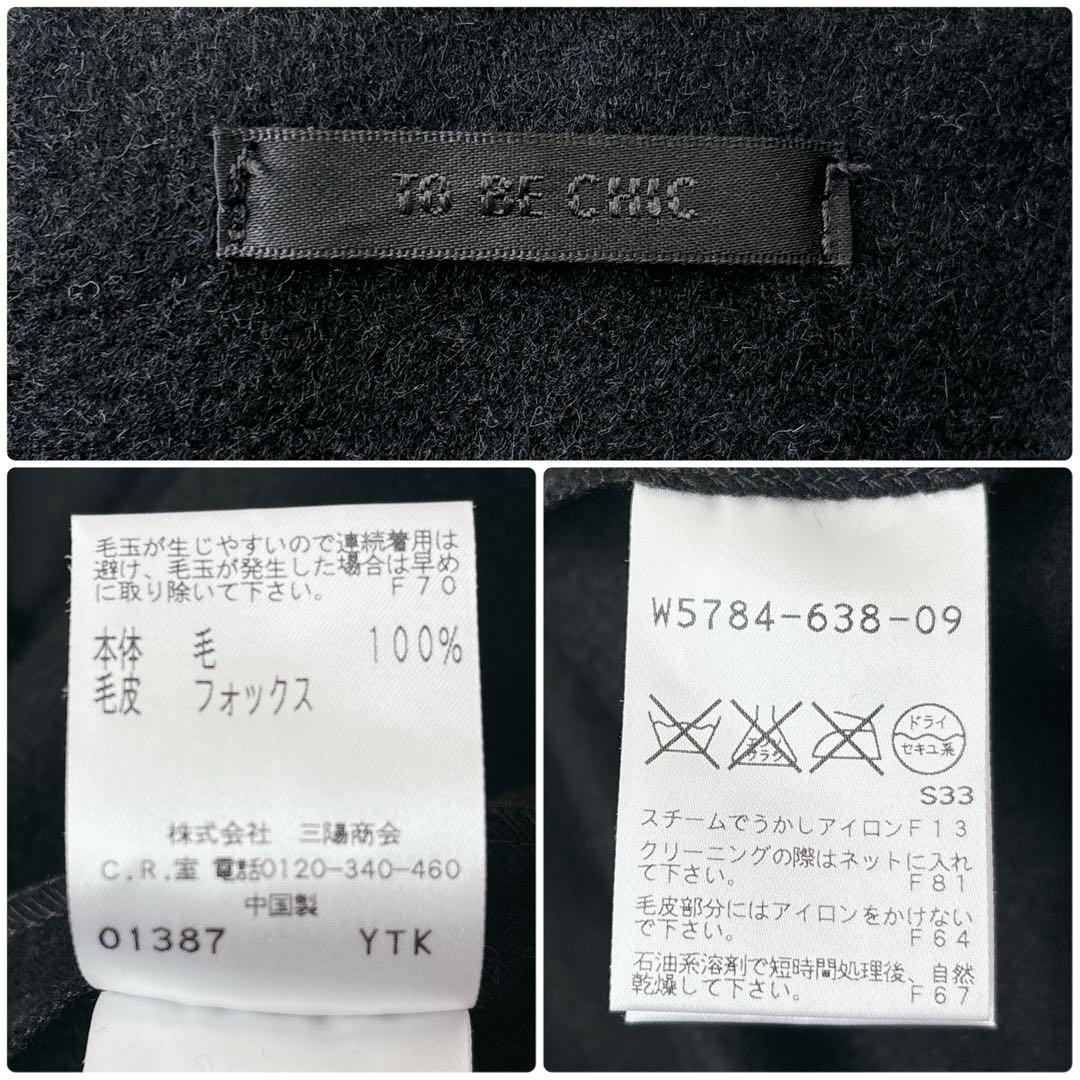 TO BE CHIC
毛玉が生じやすいので連続着用は
避け、毛玉が発生した場合は早め
に取り除いて下さい。 F70
本体 毛 100%
毛皮 フォックス
株式会社 三陽商会
C.R.室 電話0120-340-460
中国製
01387 YTK
W5784-638-09
エンソ
サラシ
ドライ
セキユ系
S33
スチームでうかしアイロンF13
クリーニングの際はネットに入れ
て下さい。 F81
毛皮部分にはアイロンをかけない
で下さい。 F64
石油系溶剤で短時間処理後、自然
乾燥して下さい。 F67